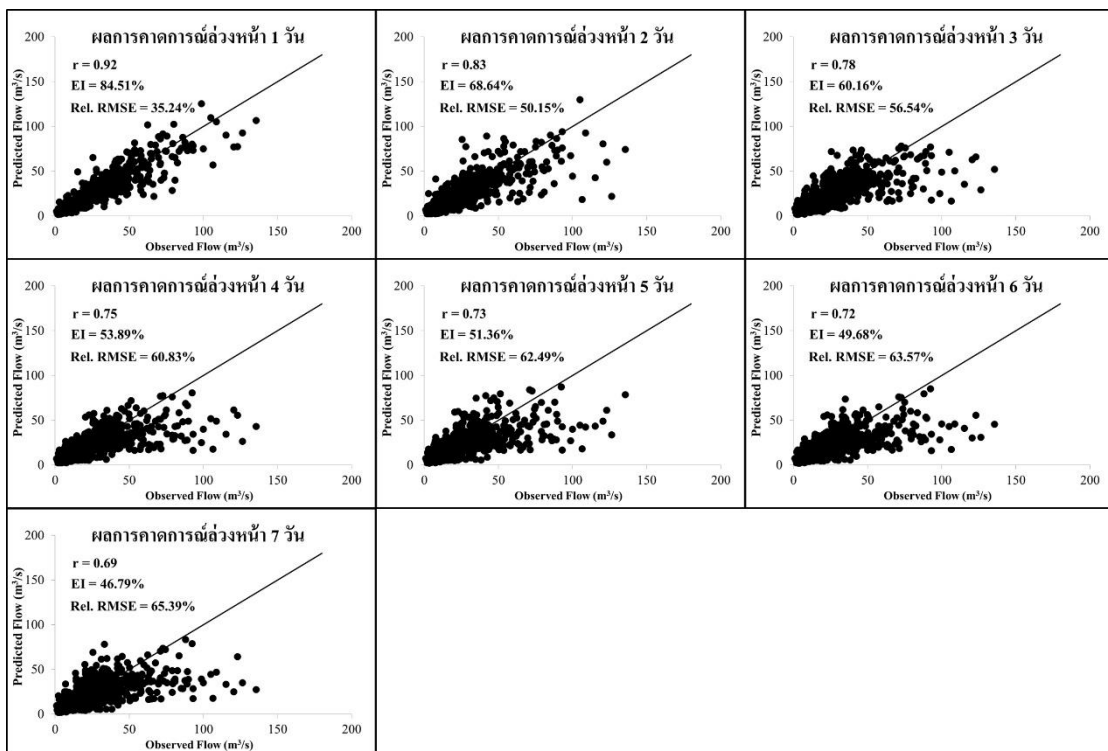 ผลการคาดการณ์ล่วงหน้า 1 วัน
r = 0.92
EI = 84.51%
Rel. RMSE = 35.24%
Predicted Flow (m³/s)
200
150
100
50
0
0 50 100 150 200
Observed Flow (m³/s)
ผลการคาดการณ์ล่วงหน้า 2 วัน
r = 0.83
EI = 68.64%
Rel. RMSE = 50.15%
Predicted Flow (m³/s)
200
150
100
50
0
0 50 100 150 200
Observed Flow (m³/s)
ผลการคาดการณ์ล่วงหน้า 3 วัน
r = 0.78
EI = 60.16%
Rel. RMSE = 56.54%
Predicted Flow (m³/s)
200
150
100
50
0
0 50 100 150 200
Observed Flow (m³/s)
ผลการคาดการณ์ล่วงหน้า 4 วัน
r = 0.75
EI = 53.89%
Rel. RMSE = 60.83%
Predicted Flow (m³/s)
200
150
100
50
0
0 50 100 150 200
Observed Flow (m³/s)
ผลการคาดการณ์ล่วงหน้า 5 วัน
r = 0.73
EI = 51.36%
Rel. RMSE = 62.49%
Predicted Flow (m³/s)
200
150
100
50
0
0 50 100 150 200
Observed Flow (m³/s)
ผลการคาดการณ์ล่วงหน้า 6 วัน
r = 0.72
EI = 49.68%
Rel. RMSE = 63.57%
Predicted Flow (m³/s)
200
150
100
50
0
0 50 100 150 200
Observed Flow (m³/s)
ผลการคาดการณ์ล่วงหน้า 7 วัน
r = 0.69
EI = 46.79%
Rel. RMSE = 65.39%
Predicted Flow (m³/s)
200
150
100
50
0
0 50 100 150 200
Observed Flow (m³/s)